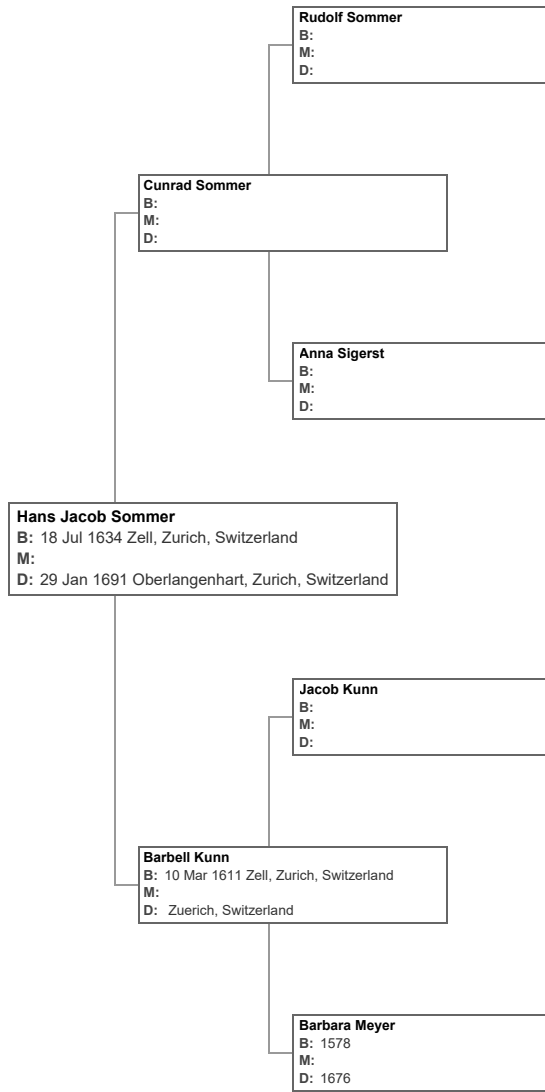 Rudolf Sommer
B:
M:
D:
Cunrad Sommer
B:
M:
D:
Anna Sigerst
B:
M:
D:
Hans Jacob Sommer
B: 18 Jul 1634 Zell, Zurich, Switzerland
M:
D: 29 Jan 1691 Oberlangenhart, Zurich, Switzerland
Jacob Kunn
B:
M:
D:
Barbell Kunn
B: 10 Mar 1611 Zell, Zurich, Switzerland
M:
D: Zuerich, Switzerland
Barbara Meyer
B: 1578
M:
D: 1676